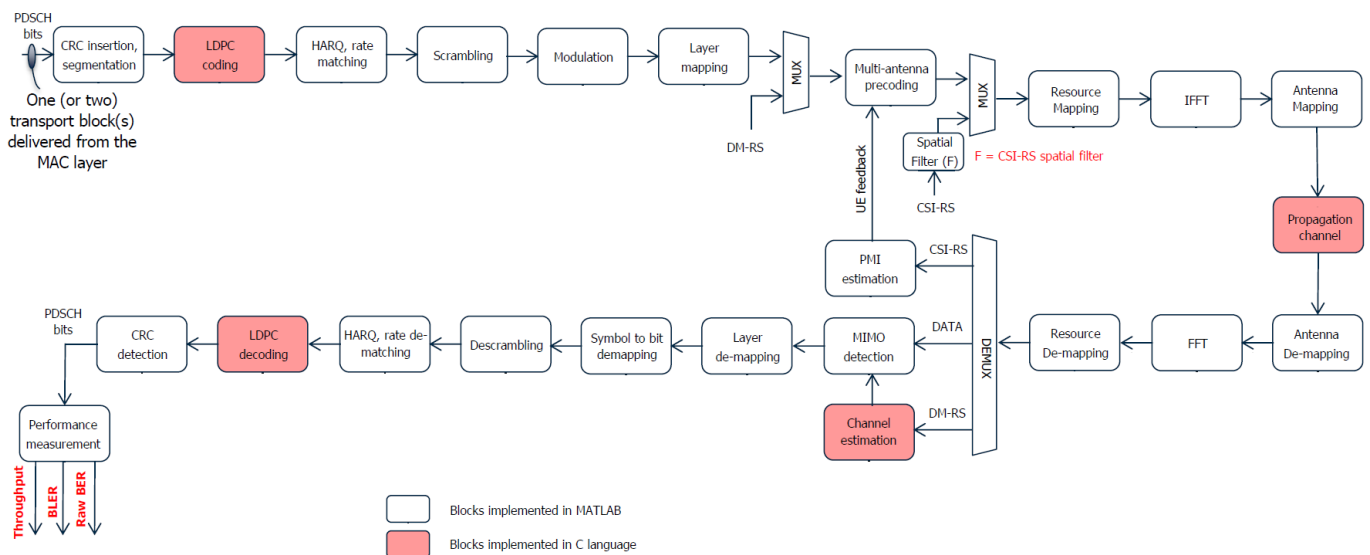 PDSCH
bits
CRC insertion,
segmentation
LDPC
coding
HARQ, rate
matching
Scrambling
Modulation
Layer
mapping
MUX
DM-RS
Multi-antenna
precoding
MUX
Spatial
Filter (F)
F = CSI-RS spatial filter
CSI-RS
Resource
Mapping
IFFT
Antenna
Mapping
One (or two)
transport block(s)
delivered from the
MAC layer
UE feedback
Propagation
channel
PMI
estimation
CSI-RS
DATA
DM-RS
DEMUX
PDSCH
bits
CRC
detection
LDPC
decoding
HARQ, rate de-
matching
Descrambling
Symbol to bit
demapping
Layer
de-mapping
MIMO
detection
Resource
De-mapping
FFT
Antenna
De-mapping
Channel
estimation
Performance
measurement
Throughput
BLER
Raw BER
Blocks implemented in MATLAB
Blocks implemented in C language